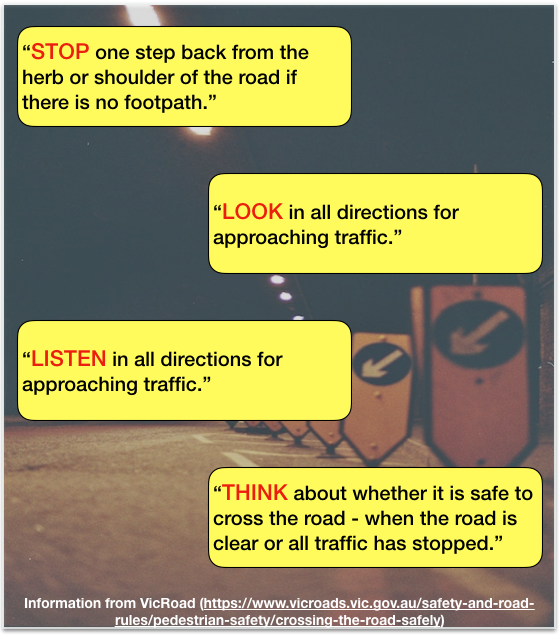 “STOP one step back from the
herb or shoulder of the road if
there is no footpath.”
“LOOK in all directions for
approaching traffic.”
“LISTEN in all directions for
approaching traffic.”
“THINK about whether it is safe to
cross the road - when the road is
clear or all traffic has stopped.”
Information from VicRoad (https://www.vicroads.vic.gov.au/safety-and-road-
rules/pedestrian-safety/crossing-the-road-safely)